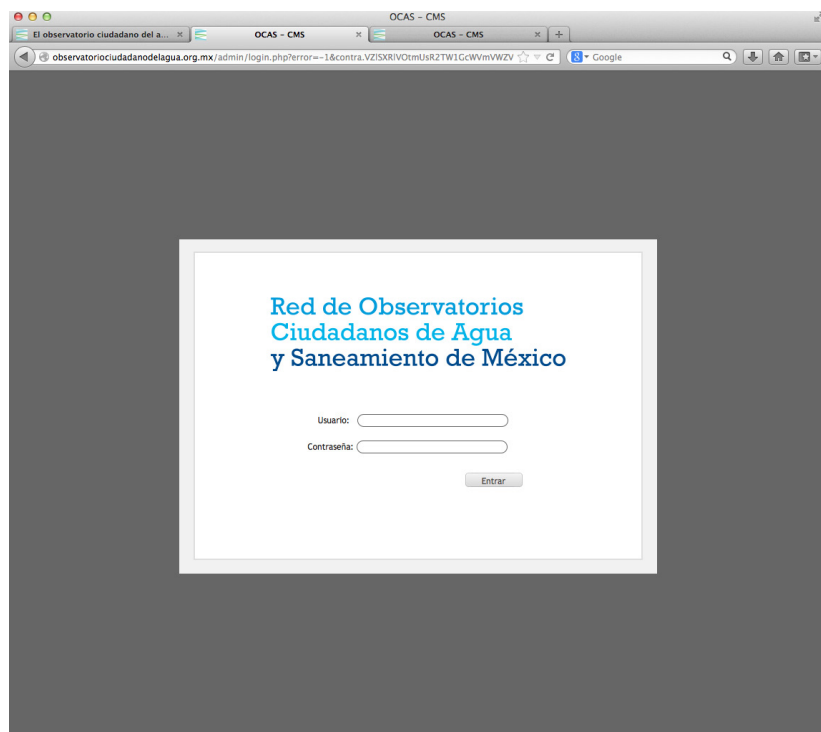 OCAS – CMS
El observatorio ciudadano del a...
OCAS – CMS
OCAS – CMS
observatoriociudadanodelagua.org.mx/admin/login.php?error=-1&contra.VZlSXRlVOtmUsR2TW1GcWVmVWZV
Google
Red de Observatorios
Ciudadanos de Agua
y Saneamiento de México
Usuario:
Contraseña:
Entrar